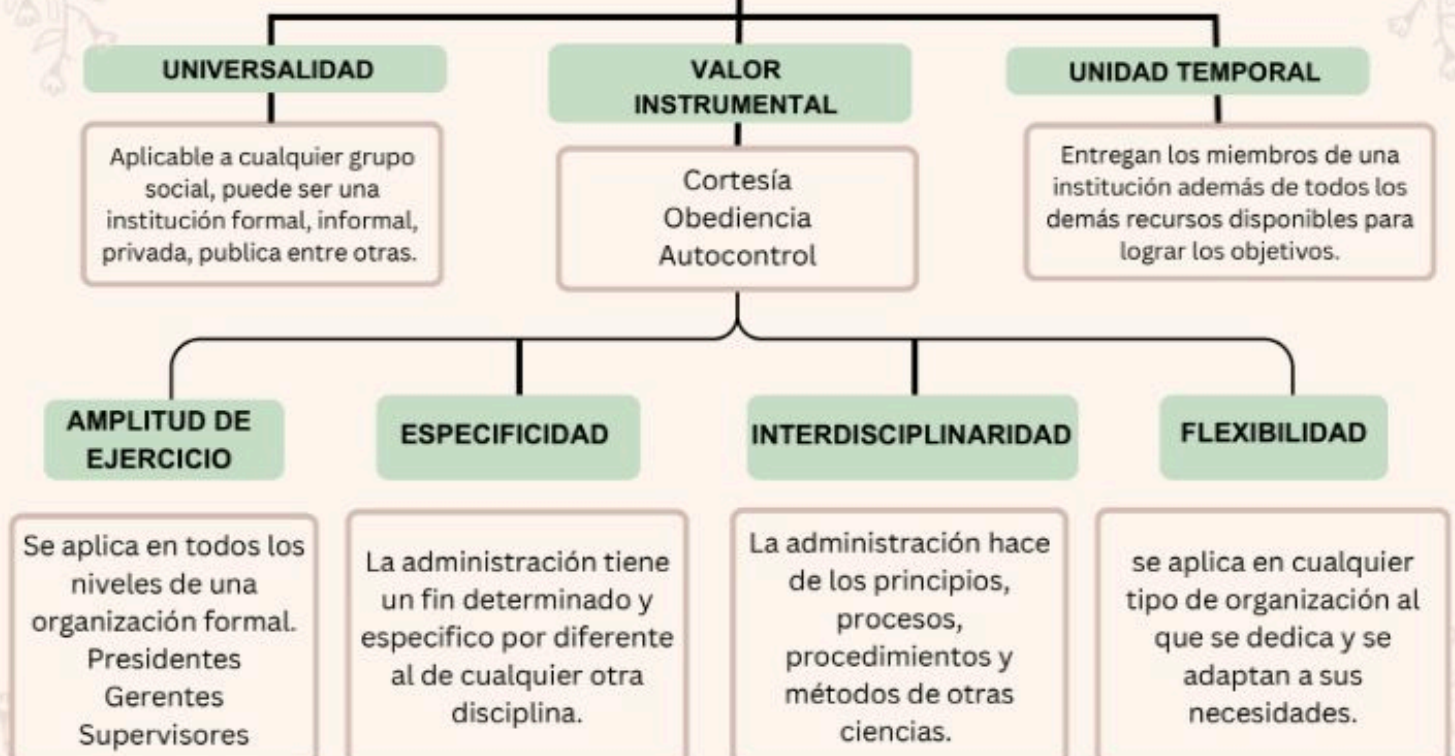 UNIVERSALIDAD
Aplicable a cualquier grupo
social, puede ser una
institución formal, informal,
privada, publica entre otras.
VALOR
INSTRUMENTAL
Cortesía
Obediencia
Autocontrol
UNIDAD TEMPORAL
Entregan los miembros de una
institución además de todos los
demás recursos disponibles para
lograr los objetivos.
AMPLITUD DE
EJERCICIO
Se aplica en todos los
niveles de una
organización formal.
Presidentes
Gerentes
Supervisores
ESPECIFICIDAD
La administración tiene
un fin determinado y
especifico por diferente
al de cualquier otra
disciplina.
INTERDISCIPLINARIDAD
La administración hace
de los principios,
procesos,
procedimientos y
métodos de otras
ciencias.
FLEXIBILIDAD
se aplica en cualquier
tipo de organización al
que se dedica y se
adaptan a sus
necesidades.